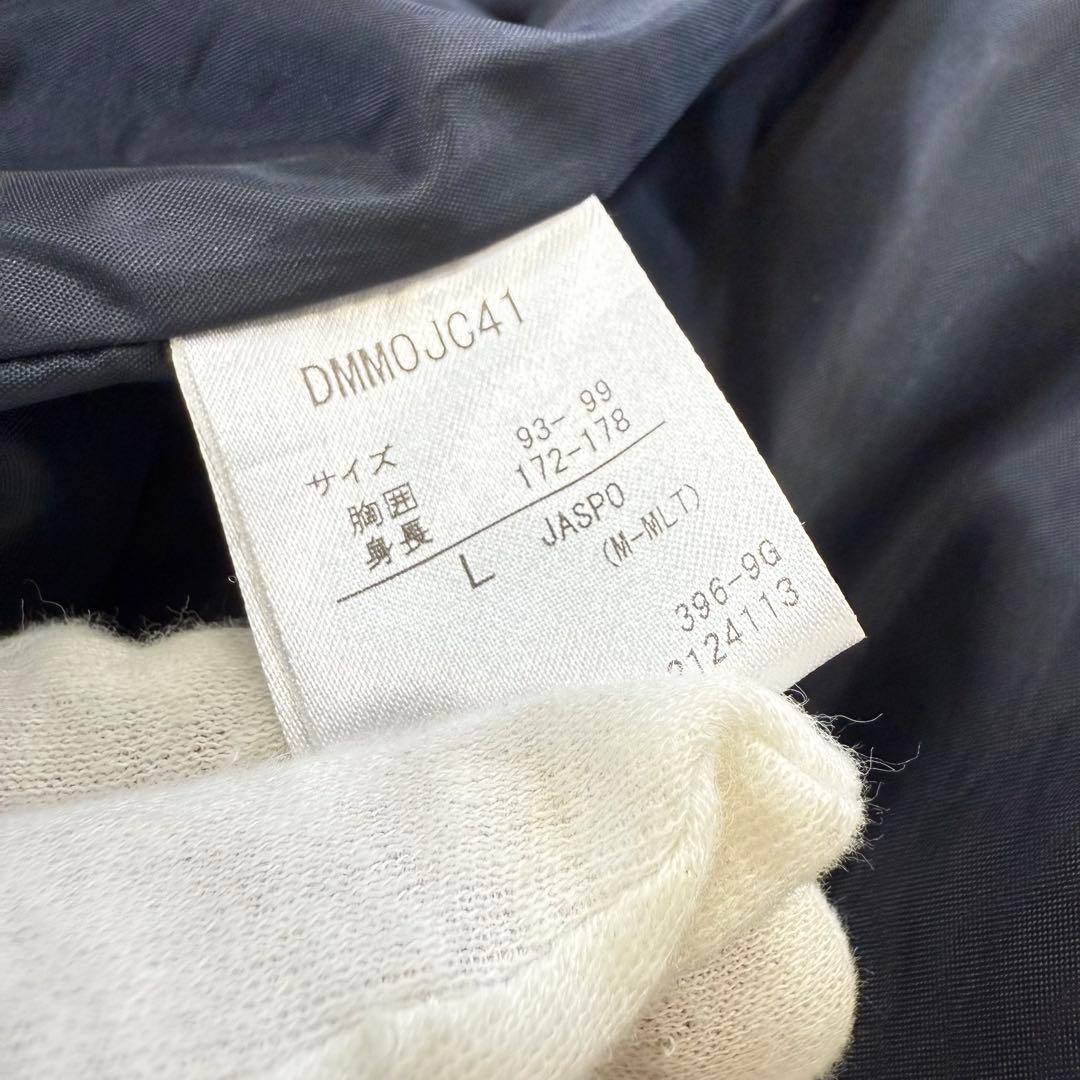 DMMOJC41
サイズ
胸囲 93- 99
身長 172-178
L JASPO
(M-MLT)
396-9G